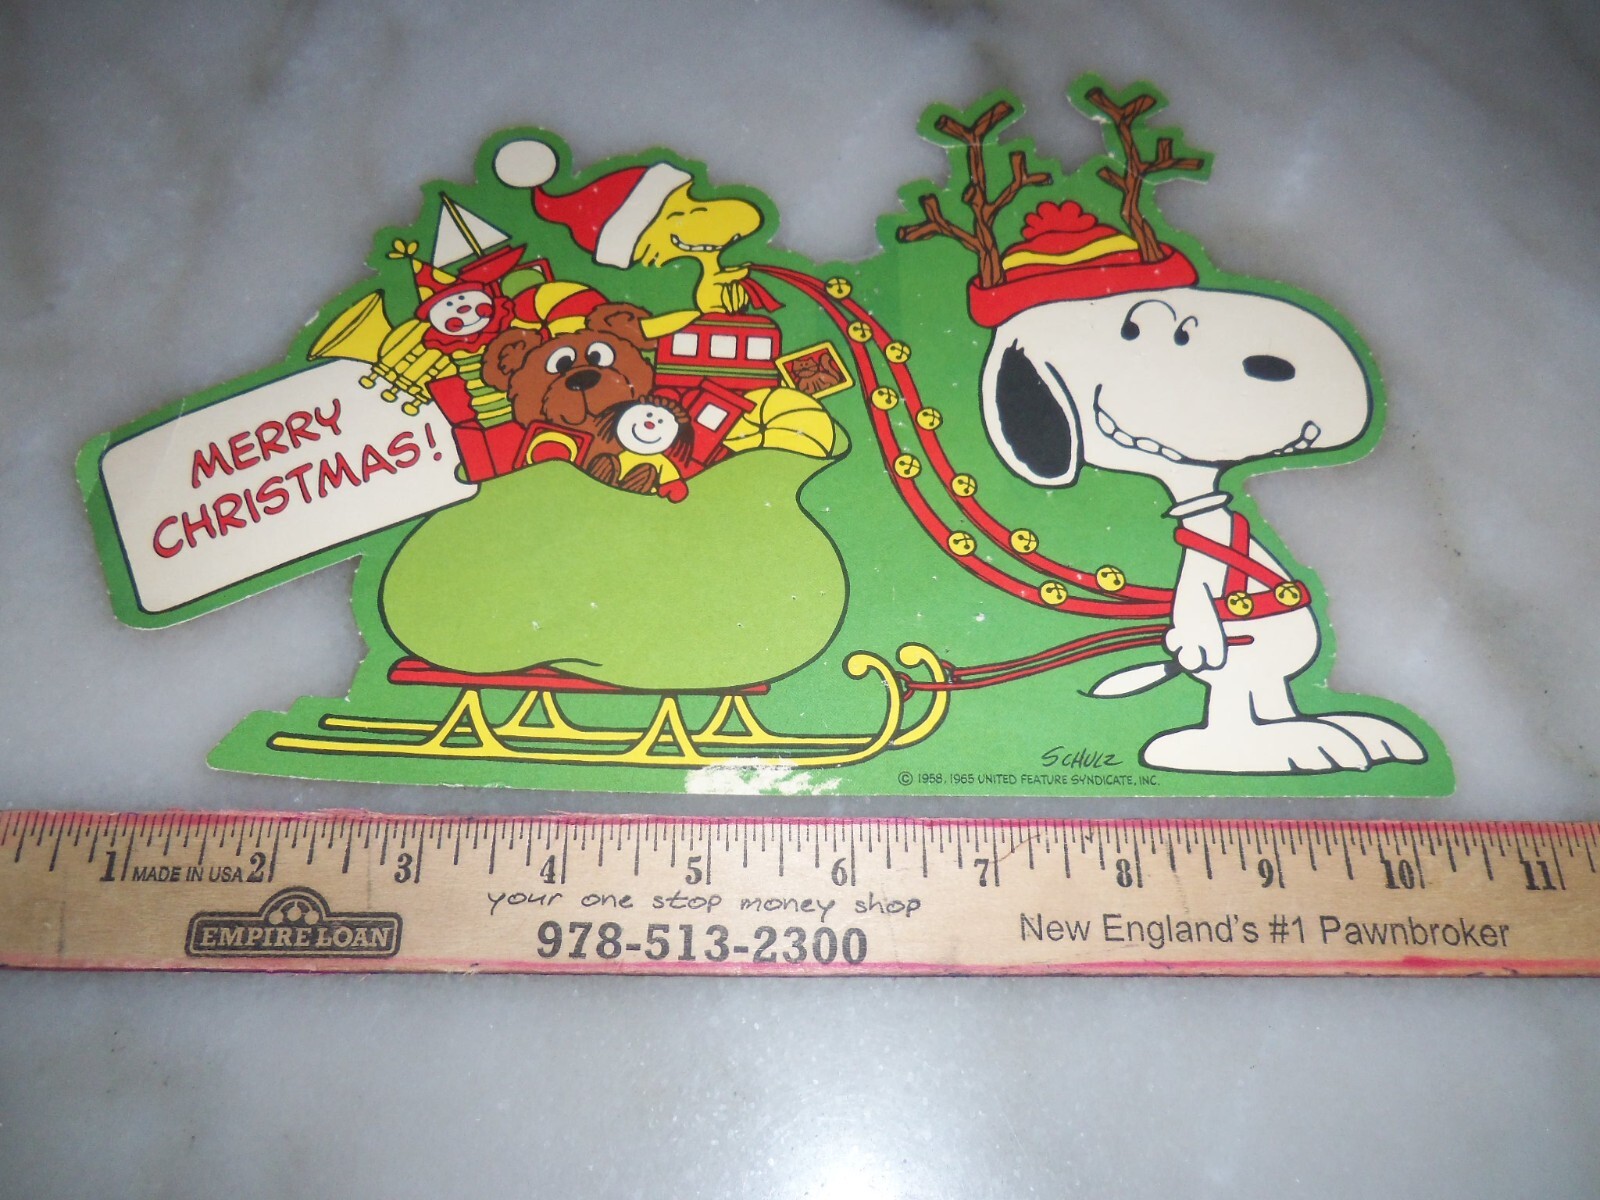 MERRY
CHRISTMAS!
SCHULZ
© 1958, 1965 UNITED FEATURE SYNDICATE, INC.
1 MADE IN USA 2 3 4 5 6 7 8 9 10 11
your one stop money shop
EMPIRE LOAN
978-513-2300
New England's #1 Pawnbroker